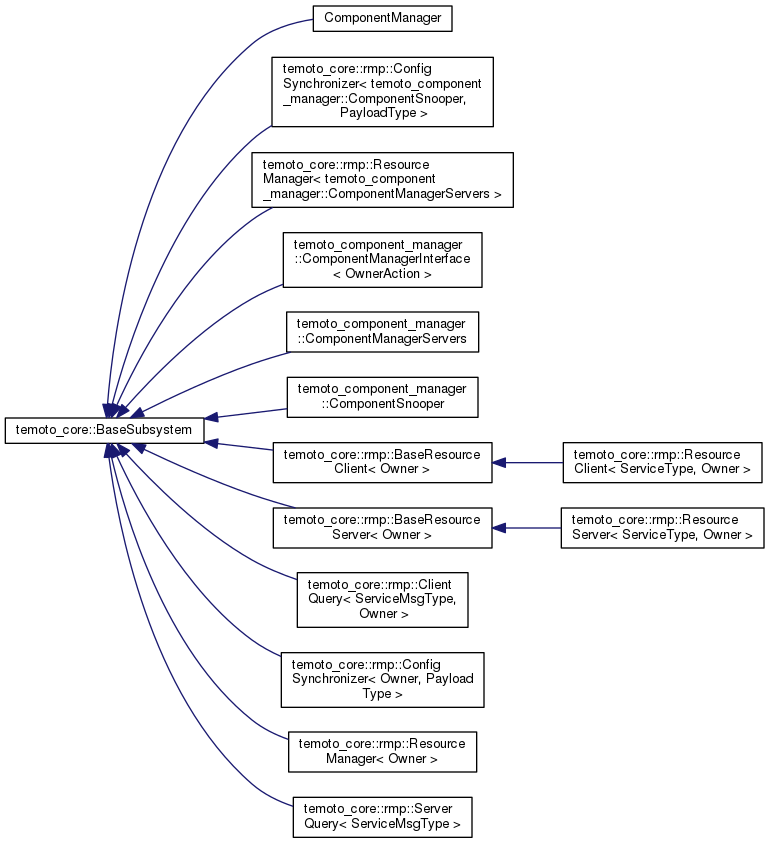 ComponentManager
temoto_core::rmp::Config
Synchronizer< temoto_component
_manager::ComponentSnooper,
PayloadType >
temoto_core::rmp::Resource
Manager< temoto_component
_manager::ComponentManagerServers >
temoto_component_manager
::ComponentManagerInterface
< OwnerAction >
temoto_component_manager
::ComponentManagerServers
temoto_component_manager
::ComponentSnooper
temoto_core::BaseSubsystem
temoto_core::rmp::BaseResource
Client< Owner >
temoto_core::rmp::Resource
Client< ServiceType, Owner >
temoto_core::rmp::BaseResource
Server< Owner >
temoto_core::rmp::Resource
Server< ServiceType, Owner >
temoto_core::rmp::Client
Query< ServiceMsgType,
Owner >
temoto_core::rmp::Config
Synchronizer< Owner, Payload
Type >
temoto_core::rmp::Resource
Manager< Owner >
temoto_core::rmp::Server
Query< ServiceMsgType >